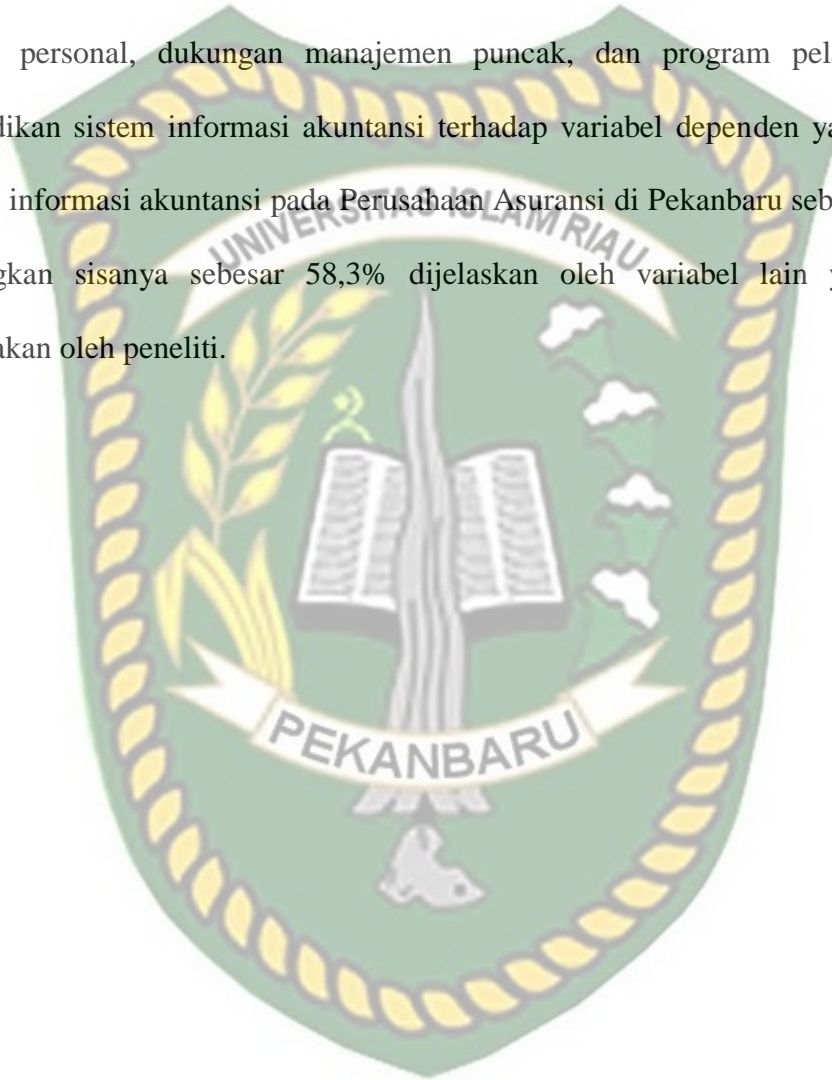 personal, dukungan manajemen puncak, dan program pela
dikan sistem informasi akuntansi terhadap variabel dependen ya
informasi akuntansi pada Perusahaan Asuransi di Pekanbaru seb
gkan sisanya sebesar 58,3% dijelaskan oleh variabel lain y
akan oleh peneliti.
UNIVERSITAS ISLAM RIAU
PEKANBARU